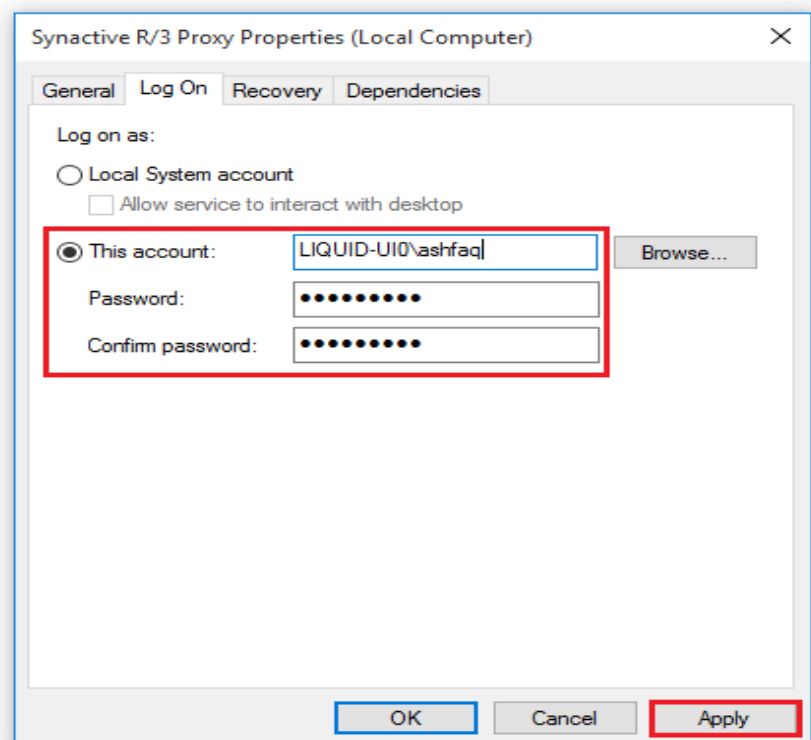 Synactive R/3 Proxy Properties (Local Computer)
General Log On Recovery Dependencies
Log on as:
Local System account
Allow service to interact with desktop
This account: LIQUID-UI0\ashfaq Browse...
Password: ●●●●●●●●●
Confirm password: ●●●●●●●●●
OK Cancel Apply